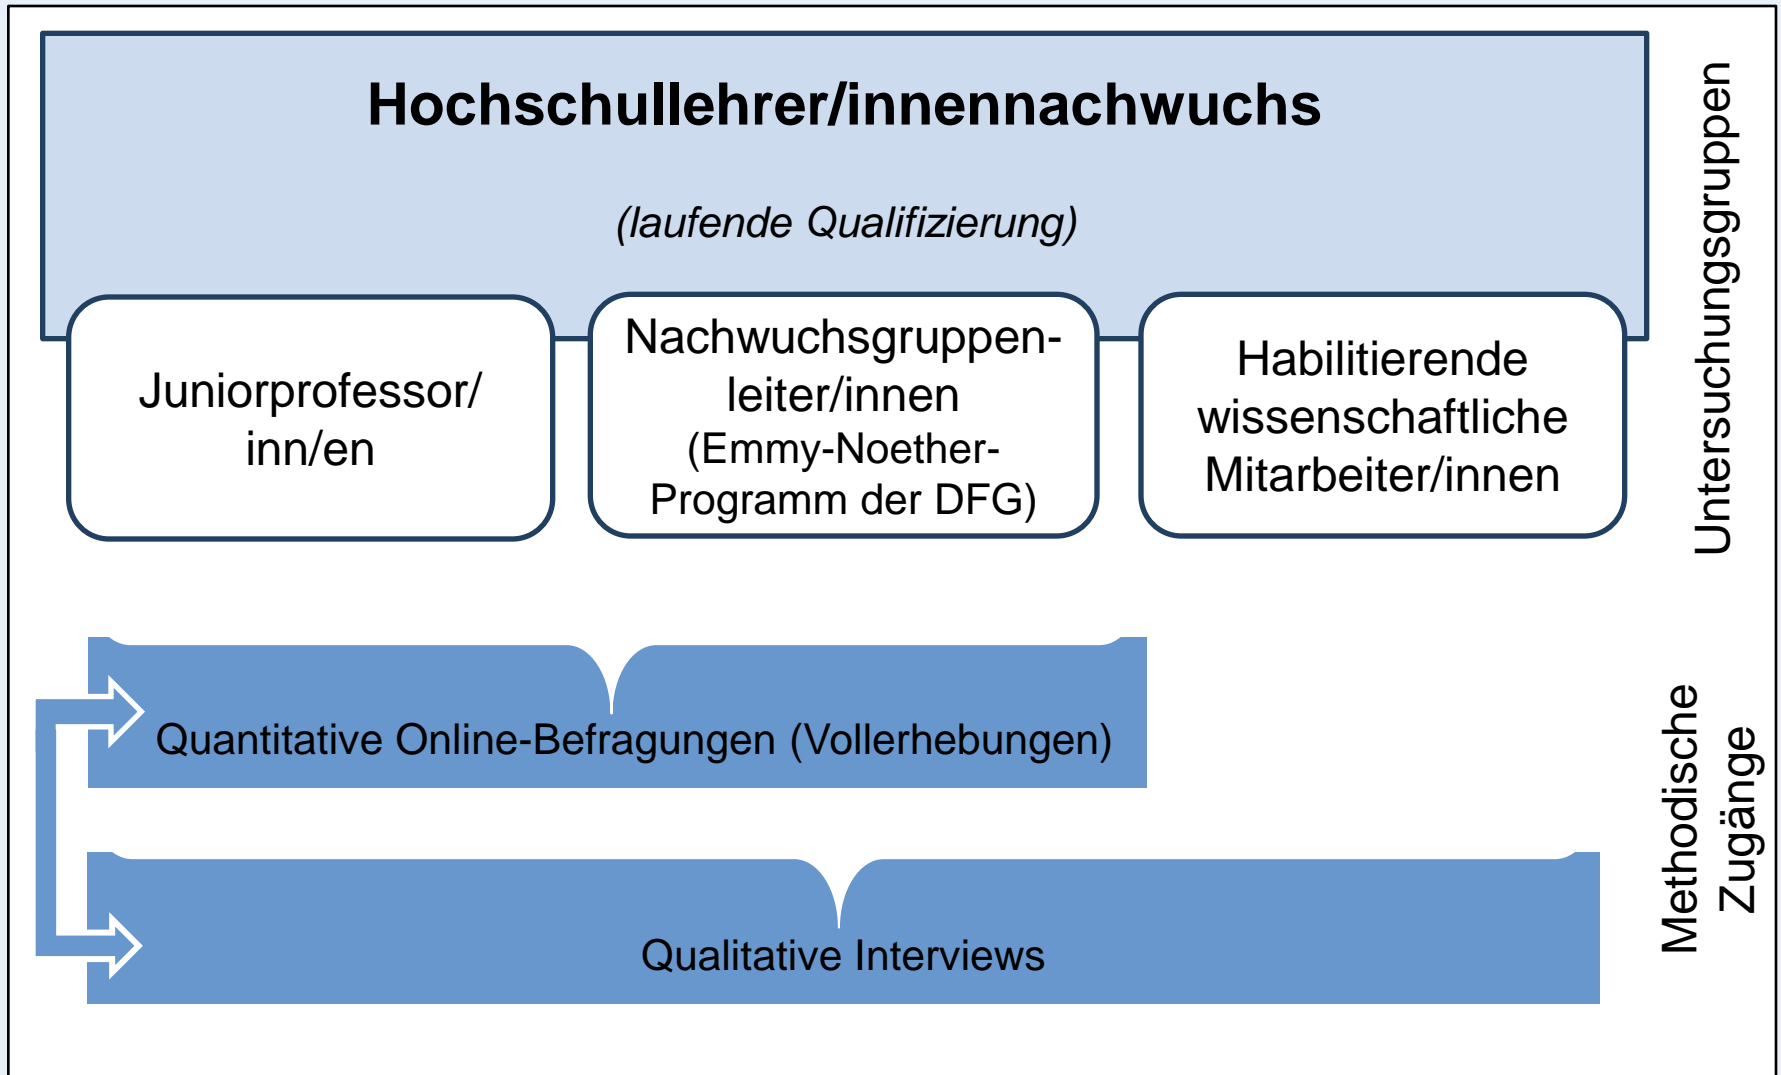 Hochschullehrer/innennachwuchs
(laufende Qualifizierung)
Juniorprofessor/
inn/en
Nachwuchsgruppen-
leiter/innen
(Emmy-Noether-
Programm der DFG)
Habilitierende
wissenschaftliche
Mitarbeiter/innen
Untersuchungsgruppen
Quantitative Online-Befragungen (Vollerhebungen)
Qualitative Interviews
Methodische
Zugänge